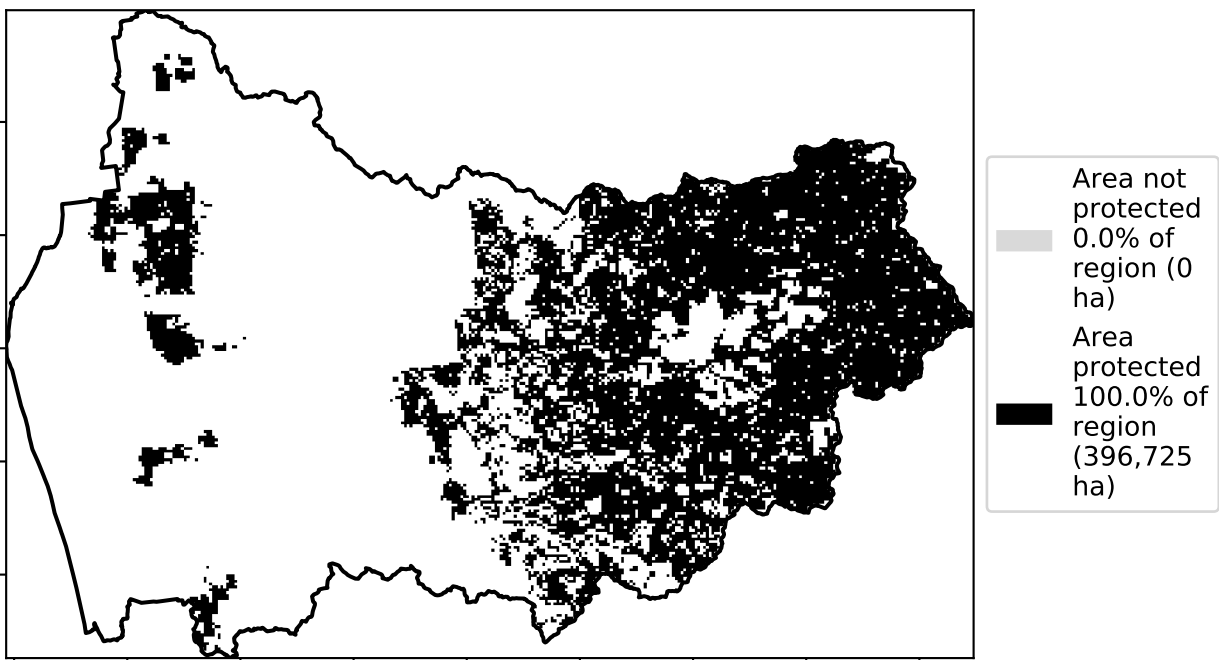 Area not
protected
0.0% of
region (0
ha)
Area
protected
100.0% of
region
(396,725
ha)